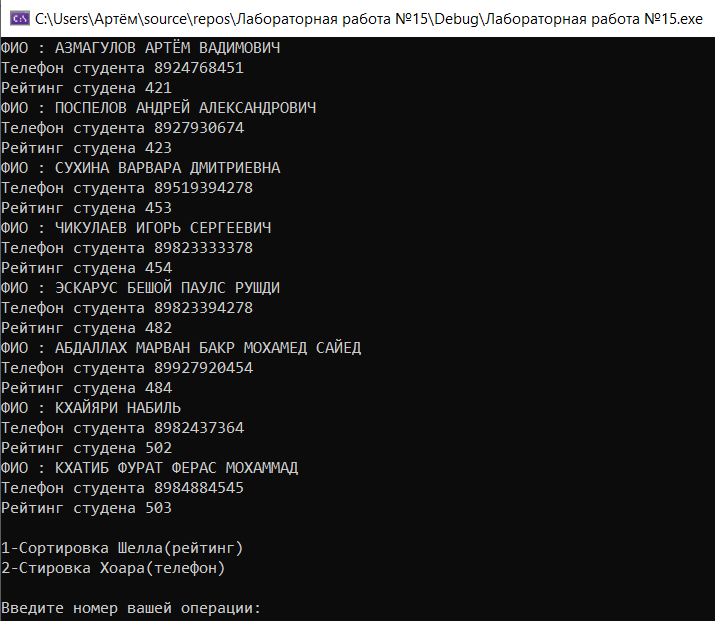 C:\Users\Артём\source\repos\Лабораторная работа №15\Debug\Лабораторная работа №15.exe
ФИО : АЗМАГУЛОВ АРТЁМ ВАДИМОВИЧ
Телефон студента 8924768451
Рейтинг студена 421
ФИО : ПОСПЕЛОВ АНДРЕЙ АЛЕКСАНДРОВИЧ
Телефон студента 8927930674
Рейтинг студена 423
ФИО : СУХИНА ВАРВАРА ДМИТРИЕВНА
Телефон студента 89519394278
Рейтинг студена 453
ФИО : ЧИКУЛАЕВ ИГОРЬ СЕРГЕЕВИЧ
Телефон студента 89823333378
Рейтинг студена 454
ФИО : ЭСКАРУС БЕШОЙ ПАУЛС РУШДИ
Телефон студента 89823394278
Рейтинг студена 482
ФИО : АБДАЛЛАХ МАРВАН БАКР МОХАМЕД САЙЕД
Телефон студента 89927920454
Рейтинг студена 484
ФИО : КХАЙЯРИ НАБИЛЬ
Телефон студента 8982437364
Рейтинг студена 502
ФИО : КХАТИБ ФУРАТ ФЕРАС МОХАММАД
Телефон студента 8984884545
Рейтинг студена 503
1-Сортировка Шелла(рейтинг)
2-Стировка Хоара(телефон)
Введите номер вашей операции: